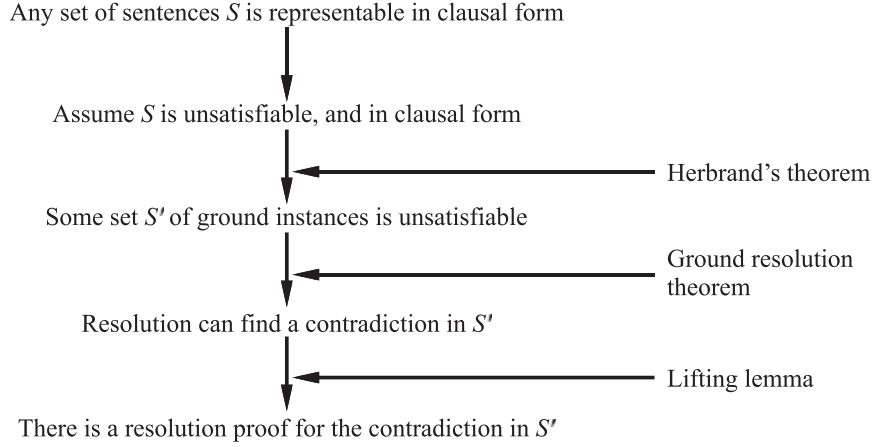 Any set of sentences S is representable in clausal form
Assume S is unsatisfiable, and in clausal form
Herbrand’s theorem
Some set S′ of ground instances is unsatisfiable
Ground resolution
theorem
Resolution can find a contradiction in S′
Lifting lemma
There is a resolution proof for the contradiction in S′